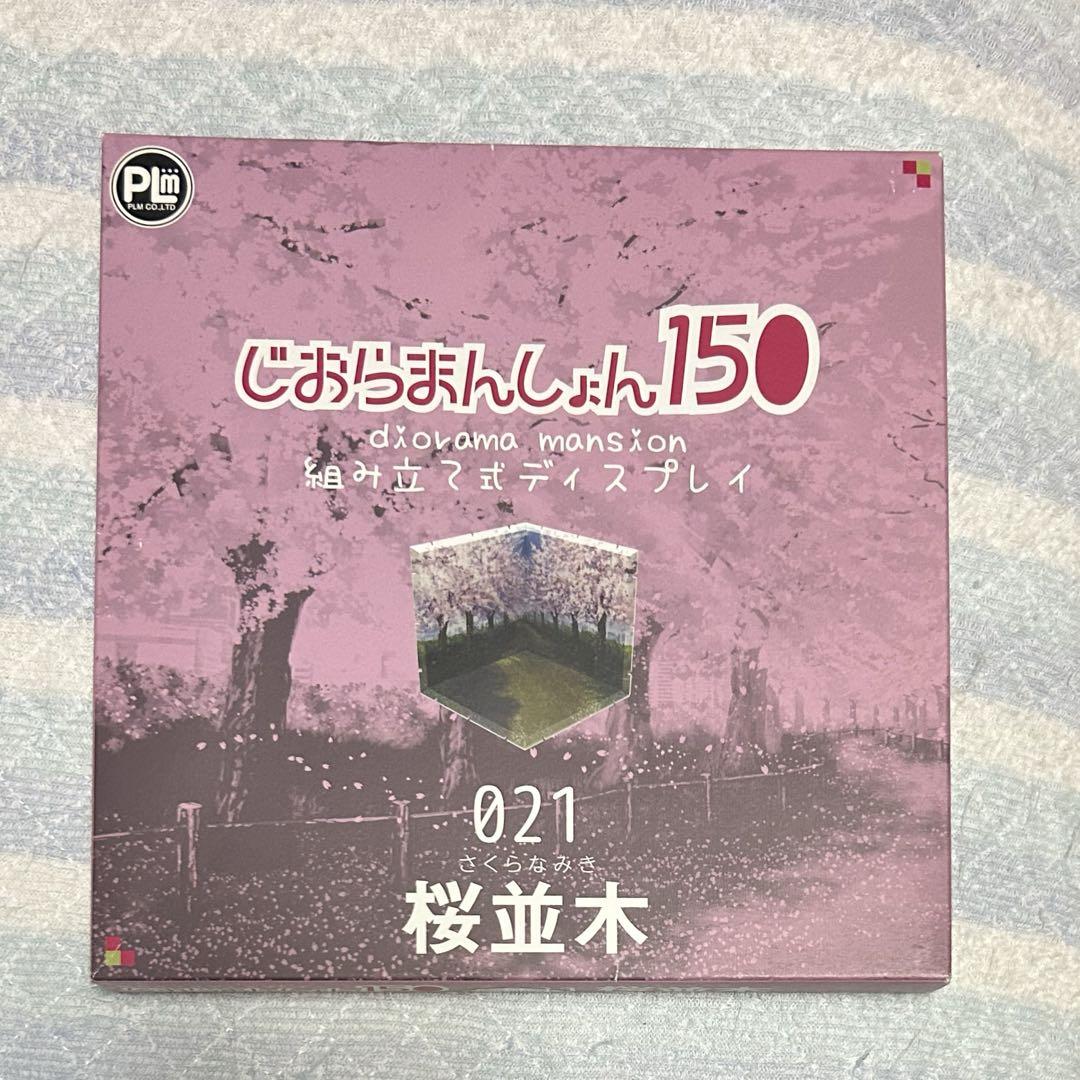 PLm
PLM CO.,LTD
じおらまんしょん150
diorama mansion
組み立て式ディスプレイ
021
さくらなみき
桜並木